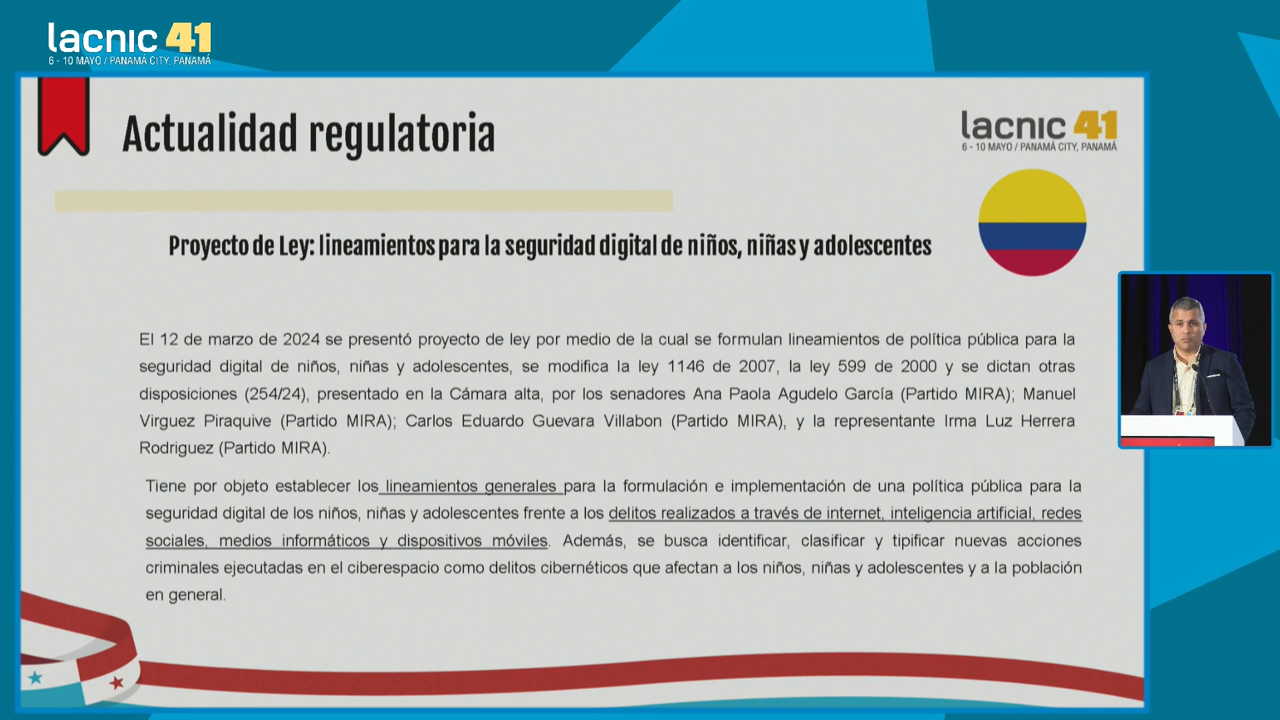 lacnic 41
6 - 10 MAYO / PANAMÁ CITY, PANAMÁ
Actualidad regulatoria
lacnic 41
6 - 10 MAYO / PANAMÁ CITY, PANAMÁ
Proyecto de Ley: lineamientos para la seguridad digital de niños, niñas y adolescentes
El 12 de marzo de 2024 se presentó proyecto de ley por medio de la cual se formulan lineamientos de política pública para la
seguridad digital de niños, niñas y adolescentes, se modifica la ley 1146 de 2007, la ley 599 de 2000 y se dictan otras
disposiciones (254/24), presentado en la Cámara alta, por los senadores Ana Paola Agudelo García (Partido MIRA); Manuel
Virguez Piraquive (Partido MIRA); Carlos Eduardo Guevara Villabon (Partido MIRA), y la representante Irma Luz Herrera
Rodriguez (Partido MIRA).
Tiene por objeto establecer los lineamientos generales para la formulación e implementación de una política pública para la
seguridad digital de los niños, niñas y adolescentes frente a los delitos realizados a través de internet, inteligencia artificial, redes
sociales, medios informáticos y dispositivos móviles. Además, se busca identificar, clasificar y tipificar nuevas acciones
criminales ejecutadas en el ciberespacio como delitos cibernéticos que afectan a los niños, niñas y adolescentes y a la población
en general.